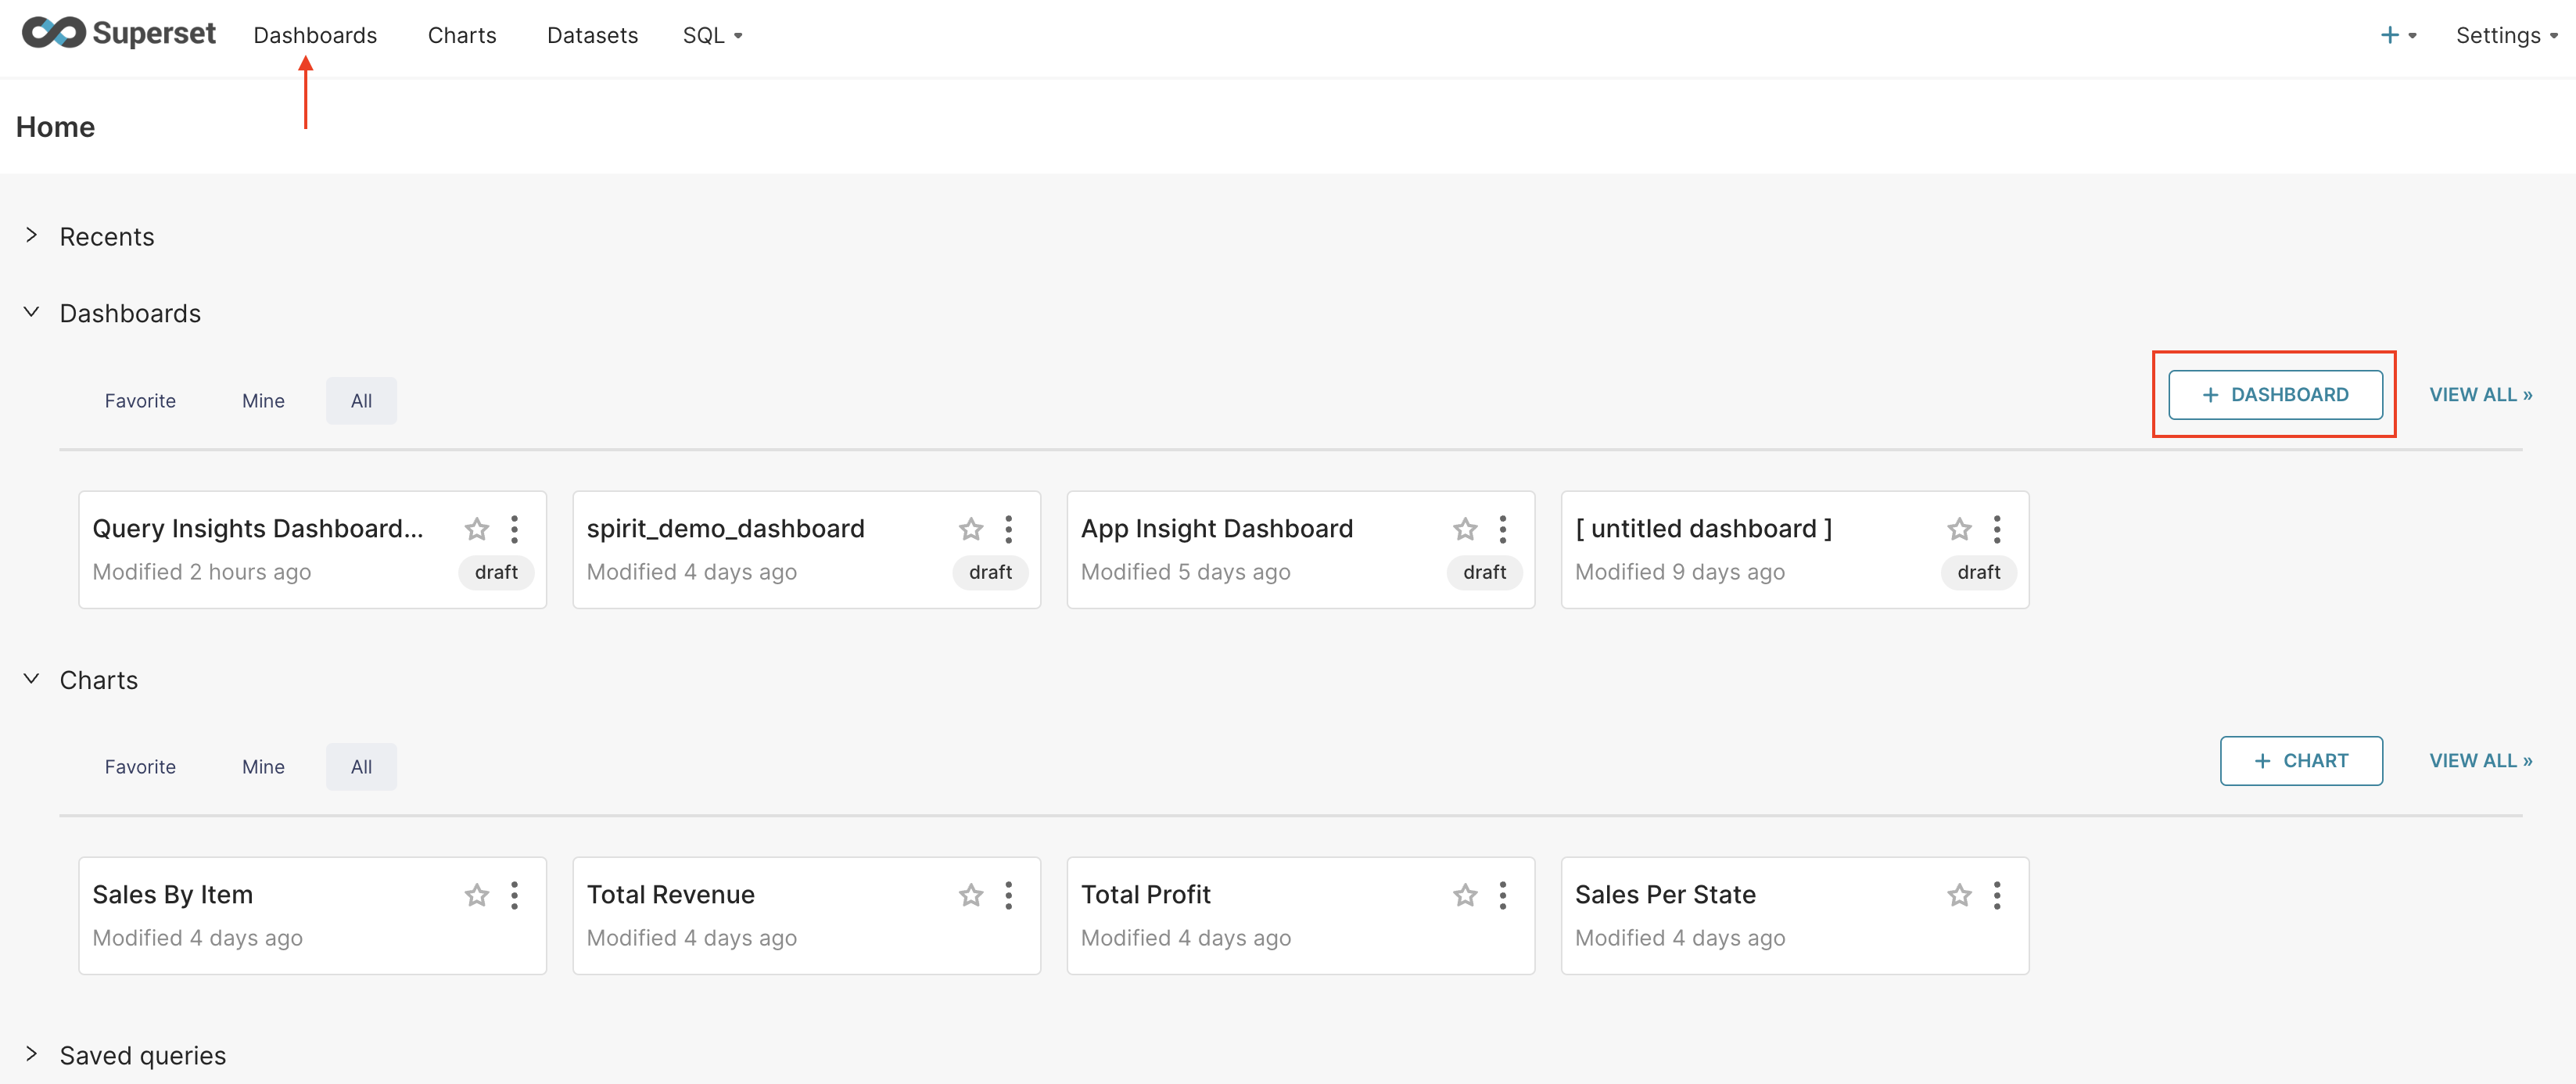 Superset Dashboards Charts Datasets SQL + Settings
Home
Recents
Dashboards
Favorite Mine All + DASHBOARD VIEW ALL »
Query Insights Dashboard... spirit_demo_dashboard App Insight Dashboard [ untitled dashboard ]
Modified 2 hours ago draft Modified 4 days ago draft Modified 5 days ago draft Modified 9 days ago draft
Charts
Favorite Mine All + CHART VIEW ALL »
Sales By Item Total Revenue Total Profit Sales Per State
Modified 4 days ago Modified 4 days ago Modified 4 days ago Modified 4 days ago
Saved queries